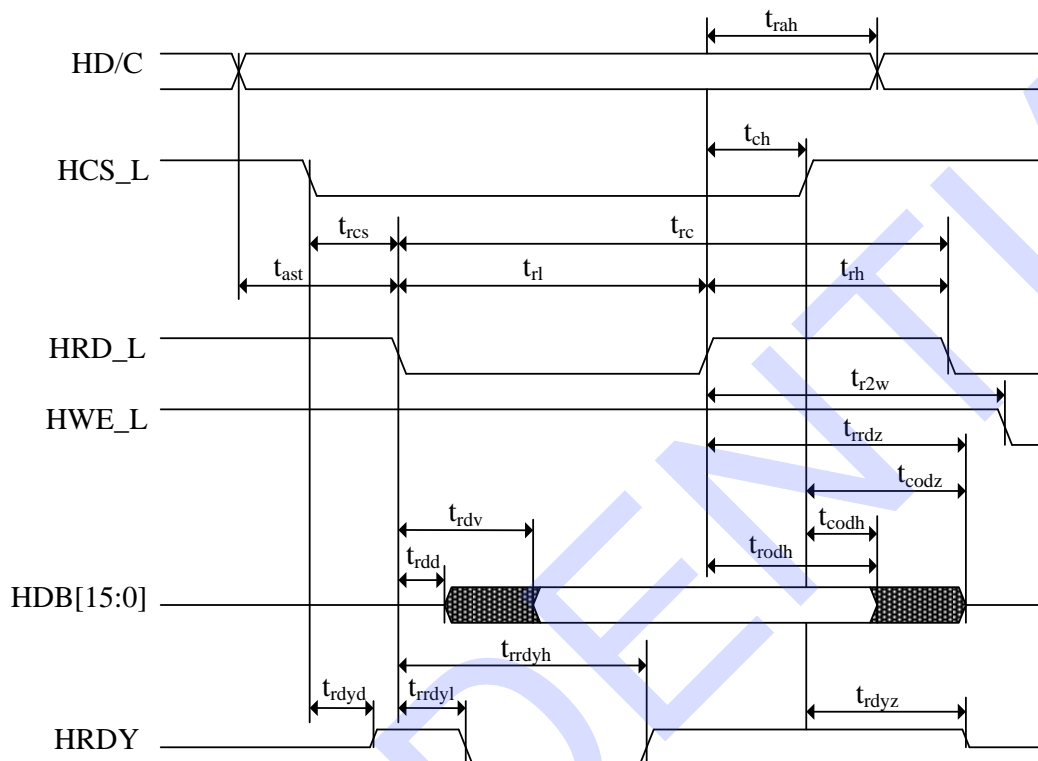 t_rah
HD/C
t_ch
HCS_L
t_rcs
t_rc
t_ast
t_rl
t_rh
HRD_L
t_r2w
HWE_L
t_rrdz
t_codz
t_rdv
t_codh
t_rdd
t_rodh
HDB[15:0]
t_rrdyh
t_rdyd
t_rrdyl
t_rdyz
HRDY
DENTI